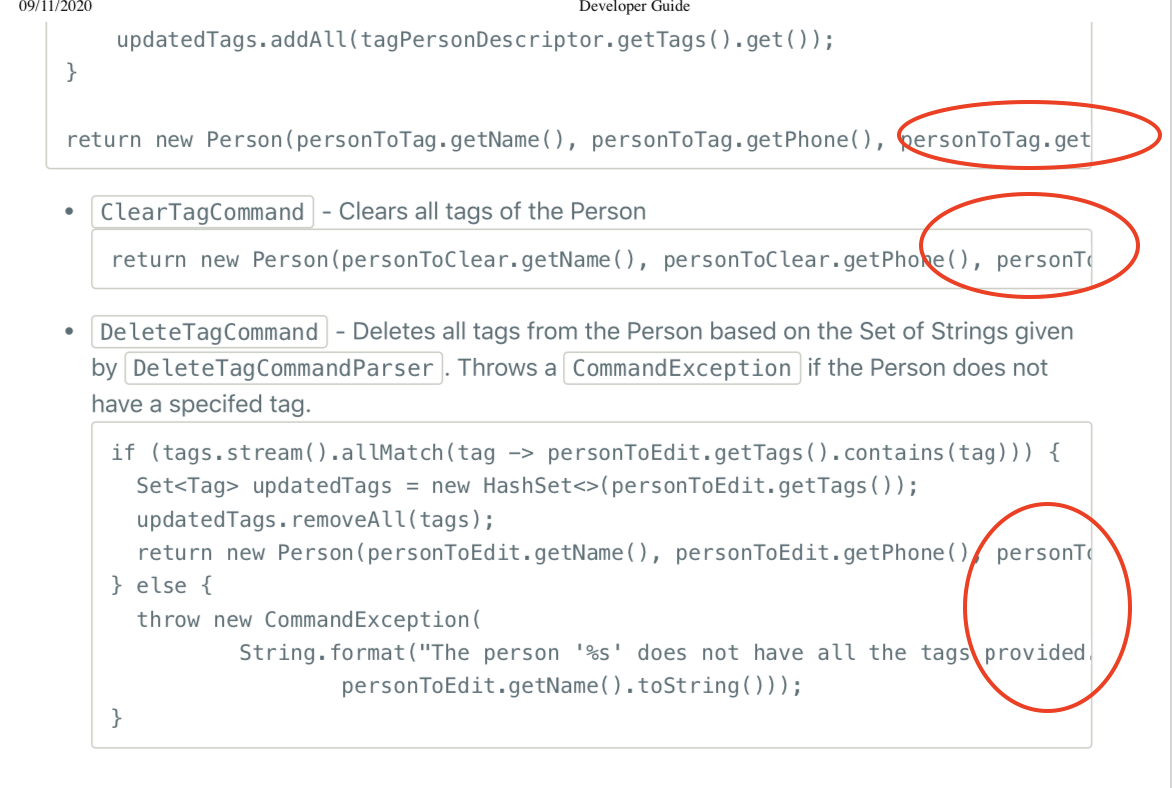 09/11/2020 Developer Guide
updatedTags.addAll(tagPersonDescriptor.getTags().get());
}
return new Person(personToTag.getName(), personToTag.getPhone(), personToTag.get
• ClearTagCommand - Clears all tags of the Person
return new Person(personToClear.getName(), personToClear.getPhone(), personTo
• DeleteTagCommand - Deletes all tags from the Person based on the Set of Strings given
by DeleteTagCommandParser. Throws a CommandException if the Person does not
have a specifed tag.
if (tags.stream().allMatch(tag -> personToEdit.getTags().contains(tag))) {
Set<Tag> updatedTags = new HashSet<>(personToEdit.getTags());
updatedTags.removeAll(tags);
return new Person(personToEdit.getName(), personToEdit.getPhone(), personTo
} else {
throw new CommandException(
String.format("The person '%s' does not have all the tags provided.
personToEdit.getName().toString()));
}